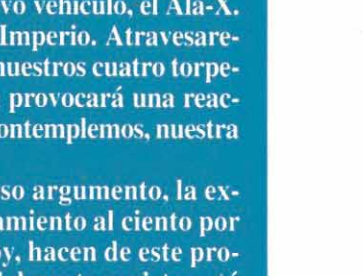 vo vehículo, el Ala-X.
Imperio. Atravesare-
nuestros cuatro torpe-
provocará una reac-
ontemplemos, nuestra
so argumento, la ex-
amiento al ciento por
oy, hacen de este pro-